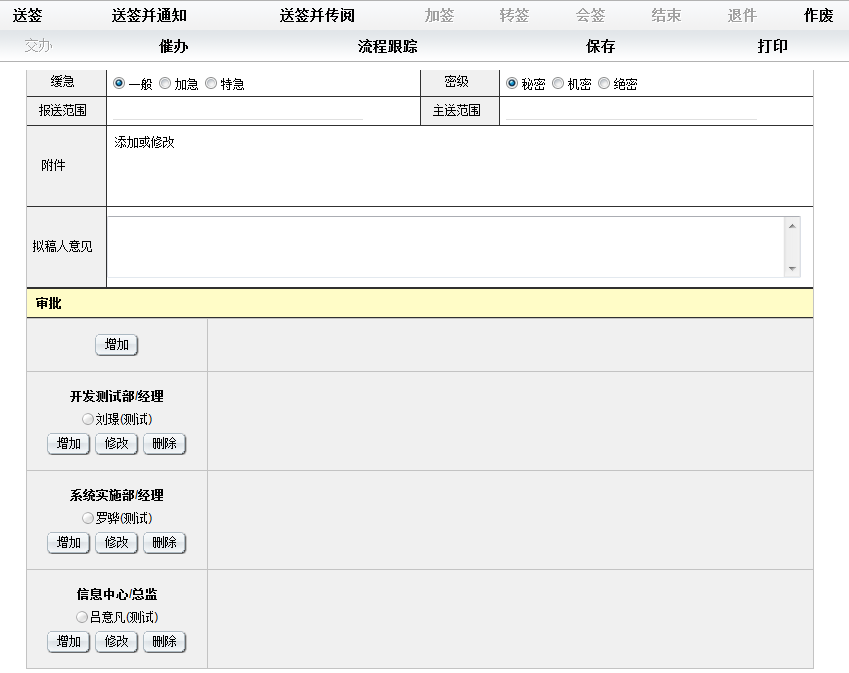 送签 送签并通知 送签并传阅 加签 转签 会签 结束 退件 作废
交办 催办 流程跟踪 保存 打印
缓急 一般 加急 特急 密级 秘密 机密 绝密
报送范围 主送范围
附件 添加或修改
拟稿人意见
审批
增加
开发测试部/经理
刘璟(测试)
增加 修改 删除
系统实施部/经理
罗骅(测试)
增加 修改 删除
信息中心/总监
吕意凡(测试)
增加 修改 删除